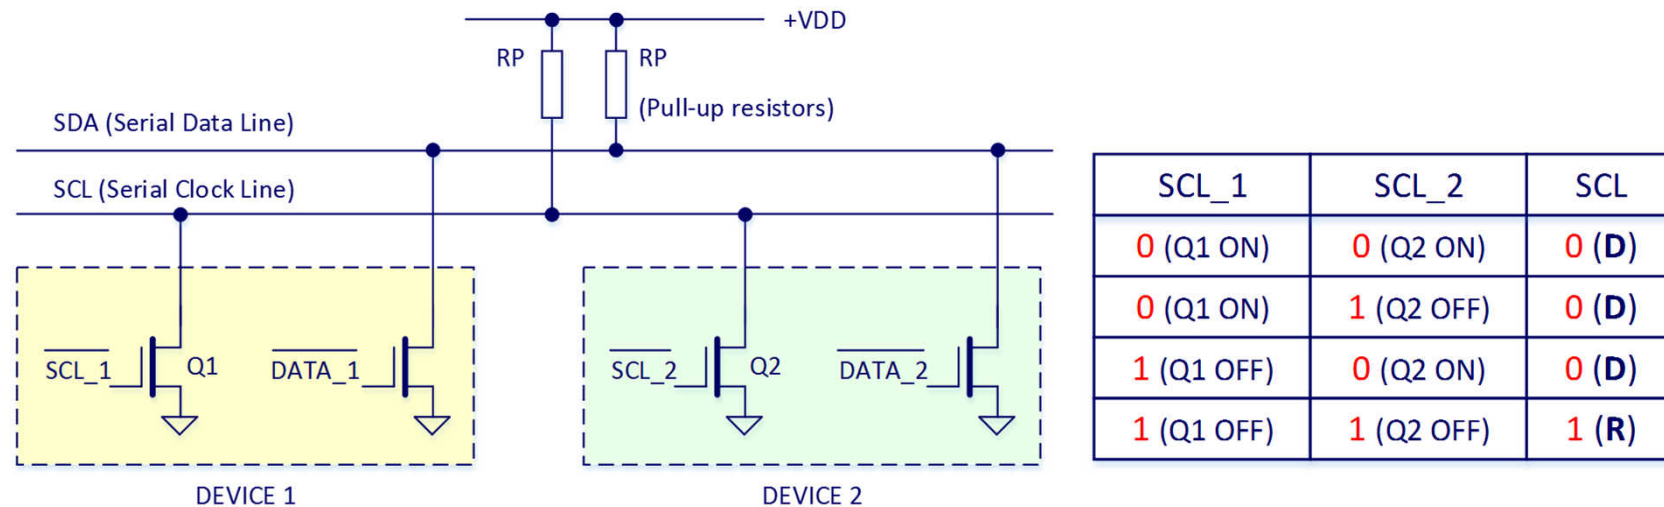 +VDD
RP
RP
(Pull-up resistors)
SDA (Serial Data Line)
SCL (Serial Clock Line)
SCL_1
Q1
DATA_1
SCL_2
Q2
DATA_2
DEVICE 1
DEVICE 2
SCL_1 SCL_2 SCL
0 (Q1 ON) 0 (Q2 ON) 0 (D)
0 (Q1 ON) 1 (Q2 OFF) 0 (D)
1 (Q1 OFF) 0 (Q2 ON) 0 (D)
1 (Q1 OFF) 1 (Q2 OFF) 1 (R)